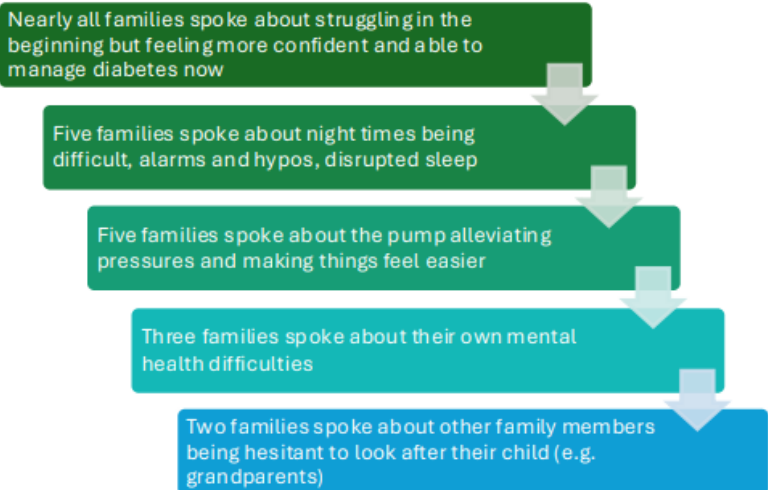 Nearly all families spoke about struggling in the
beginning but feeling more confident and able to
manage diabetes now
Five families spoke about night times being
difficult, alarms and hypos, disrupted sleep
Five families spoke about the pump alleviating
pressures and making things feel easier
Three families spoke about their own mental
health difficulties
Two families spoke about other family members
being hesitant to look after their child (e.g.
grandparents)